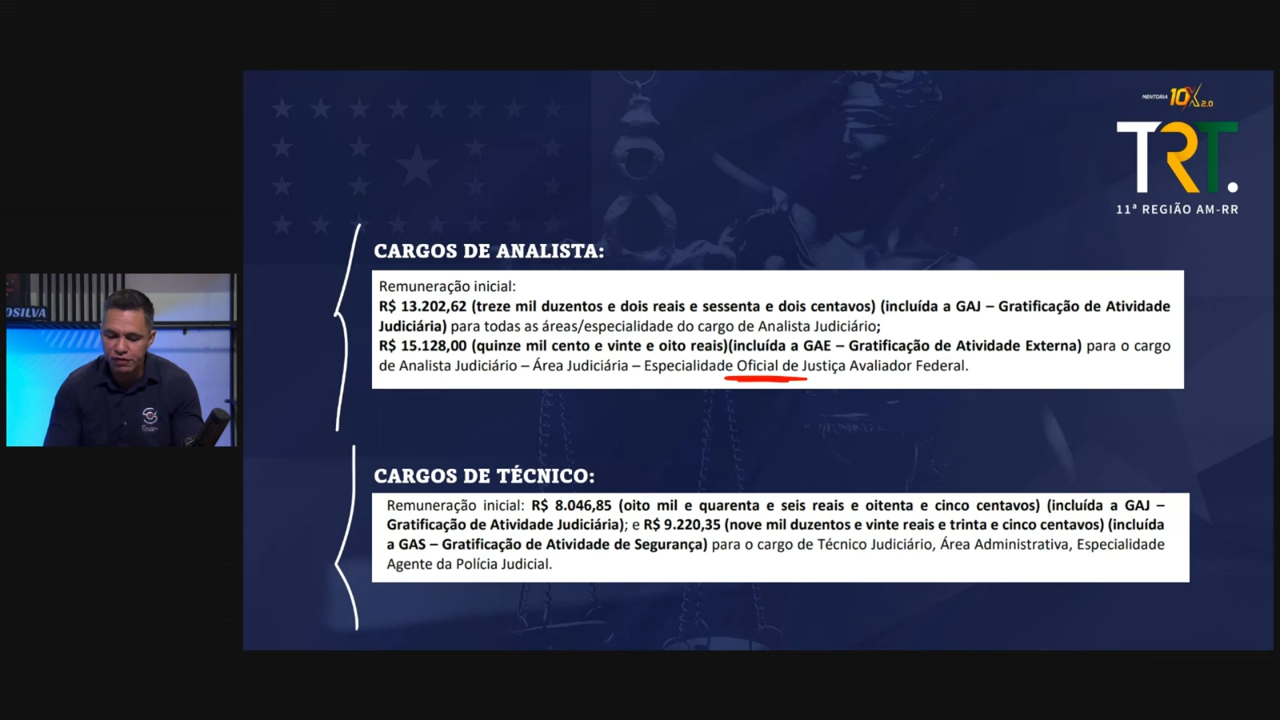 MENTORIA 10X 2.0
TRT.
11ª REGIÃO AM-RR
OSILVA
CARGOS DE ANALISTA:
Remuneração inicial:
R$ 13.202,62 (treze mil duzentos e dois reais e sessenta e dois centavos) (incluída a GAJ – Gratificação de Atividade
Judiciária) para todas as áreas/especialidade do cargo de Analista Judiciário;
R$ 15.128,00 (quinze mil cento e vinte e oito reais)(incluída a GAE – Gratificação de Atividade Externa) para o cargo
de Analista Judiciário – Área Judiciária – Especialidade Oficial de Justiça Avaliador Federal.
CARGOS DE TÉCNICO:
Remuneração inicial: R$ 8.046,85 (oito mil e quarenta e seis reais e oitenta e cinco centavos) (incluída a GAJ –
Gratificação de Atividade Judiciária); e R$ 9.220,35 (nove mil duzentos e vinte reais e trinta e cinco centavos) (incluída
a GAS – Gratificação de Atividade de Segurança) para o cargo de Técnico Judiciário, Área Administrativa, Especialidade
Agente da Polícia Judicial.